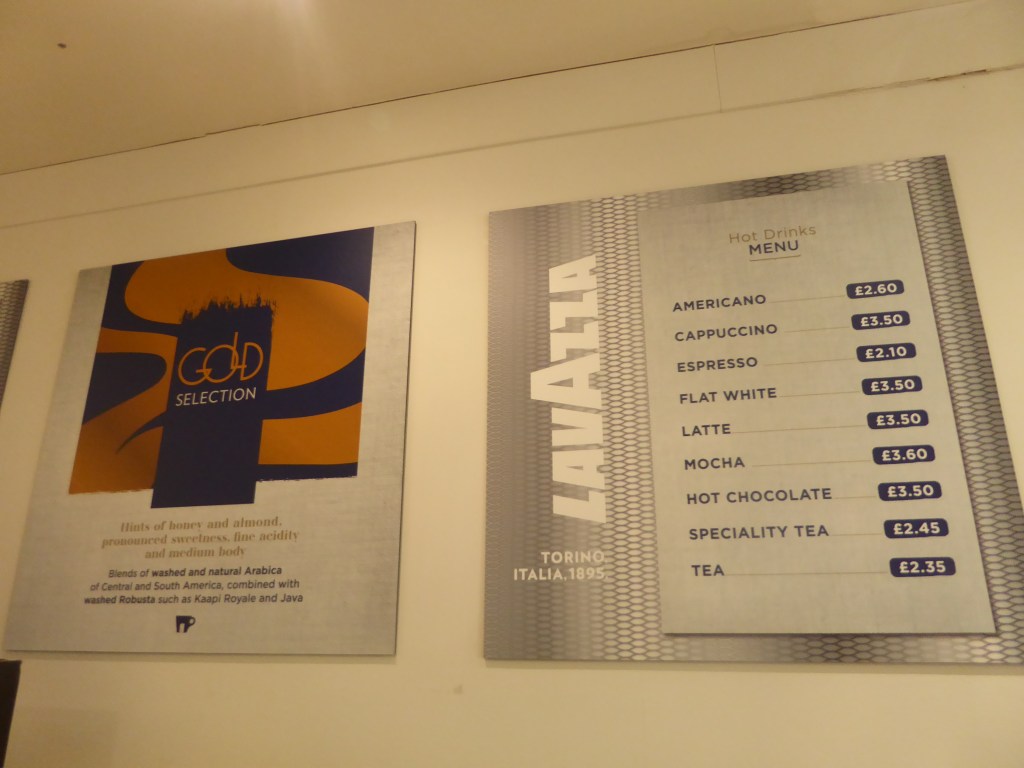 GOLD
SELECTION
Hints of honey and almond,
pronounced sweetness, fine acidity
and medium body
Blends of washed and natural Arabica
of Central and South America, combined with
washed Robusta such as Kaapi Royale and Java
LAVAZZA
TORINO, ITALIA, 1895
Hot Drinks
MENU
AMERICANO £2.60
CAPPUCCINO £3.50
ESPRESSO £2.10
FLAT WHITE £3.50
LATTE £3.50
MOCHA £3.60
HOT CHOCOLATE £3.50
SPECIALITY TEA £2.45
TEA £2.35